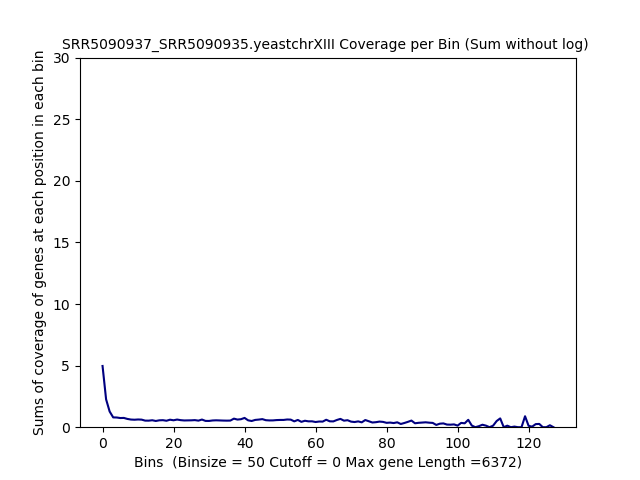 SRR5090937_SRR5090935.yeastchrXIII Coverage per Bin (Sum without log)
Sums of coverage of genes at each position in each bin
30
25
20
15
10
5
0
0 20 40 60 80 100 120
Bins  (Binsize = 50 Cutoff = 0 Max gene Length =6372)